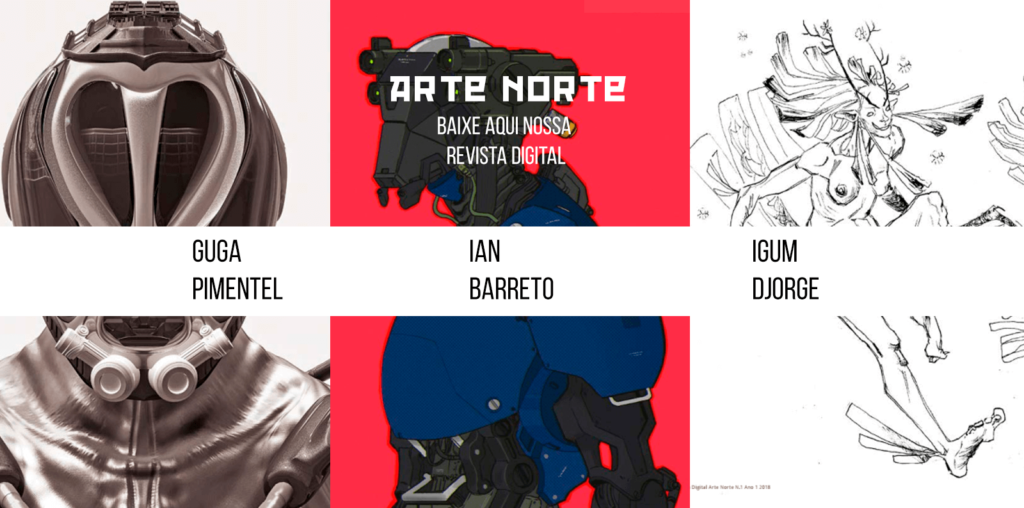 ARTE NORTE
BAIXE AQUI NOSSA
REVISTA DIGITAL
GUGA
PIMENTEL
IAN
BARRETO
IGUM
DJORGE
Digital Arte Norte N.1 Ano 1 2018